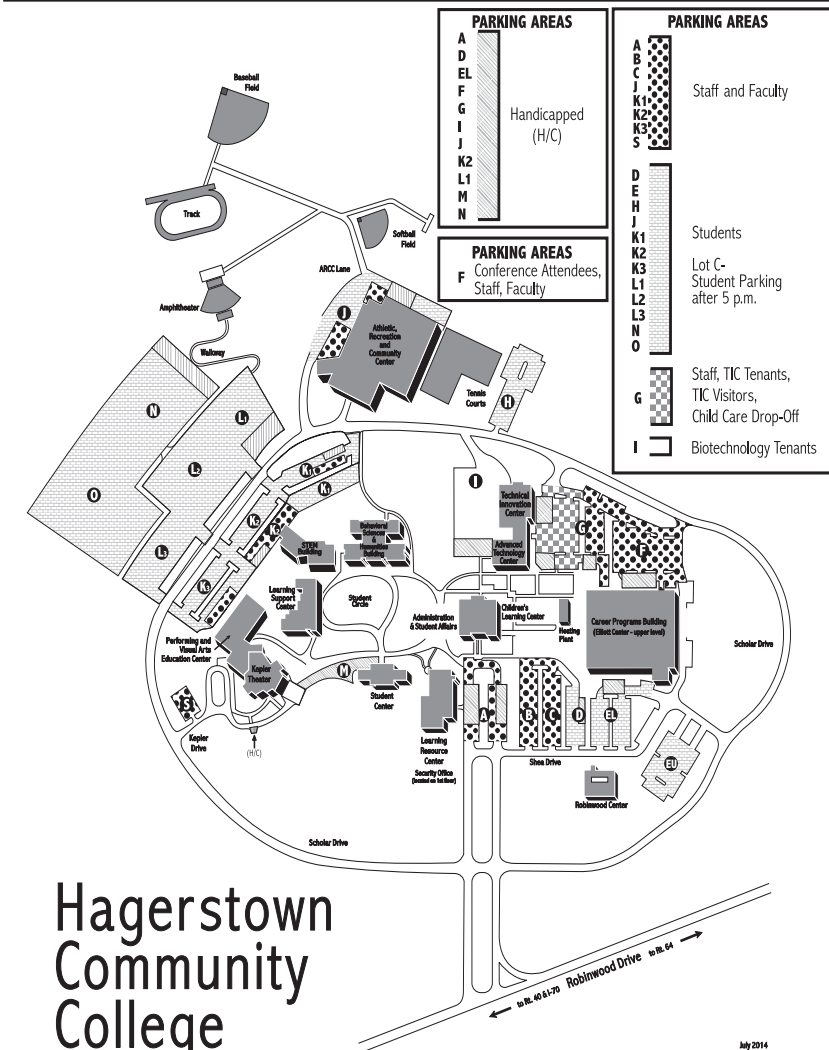 PARKING AREAS
A
D
EL
F
G
I
J
K2
L1
M
N
Handicapped
(H/C)
PARKING AREAS
F
Conference Attendees,
Staff, Faculty
PARKING AREAS
A
B
C
J
K1
K2
K3
S
Staff and Faculty
D
E
H
J
K1
K2
K3
L1
L2
L3
N
O
Students
Lot C-
Student Parking
after 5 p.m.
G
Staff, TIC Tenants,
TIC Visitors,
Child Care Drop-Off
I
Biotechnology Tenants
Baseball
Field
Track
Softball
Field
ARCC Lane
Amphitheater
Walkway
J
Athletic,
Recreation
and
Community
Center
Tennis
Courts
H
N
L1
L2
O
L3
K1
K1
K2
K2
K3
I
Technical
Innovation
Center
Advanced
Technology
Center
G
F
STEM
Building
Behavioral
Sciences
&
Humanities
Building
Learning
Support
Center
Student
Circle
Administration
& Student Affairs
Children's
Learning Center
Heating
Plant
Career Programs Building
(Elliott Center - upper level)
Scholar Drive
Performing and
Visual Arts
Education Center
Kepler
Theater
M
Student
Center
S
Kepler
Drive
(H/C)
Learning
Resource
Center
Security Office
(located on 1st floor)
A
B
C
D
EL
EU
Shea Drive
Robinwood Center
Scholar Drive
Hagerstown
Community
College
to Rt. 40 & I-70 Robinwood Drive to Rt. 64
July 2014